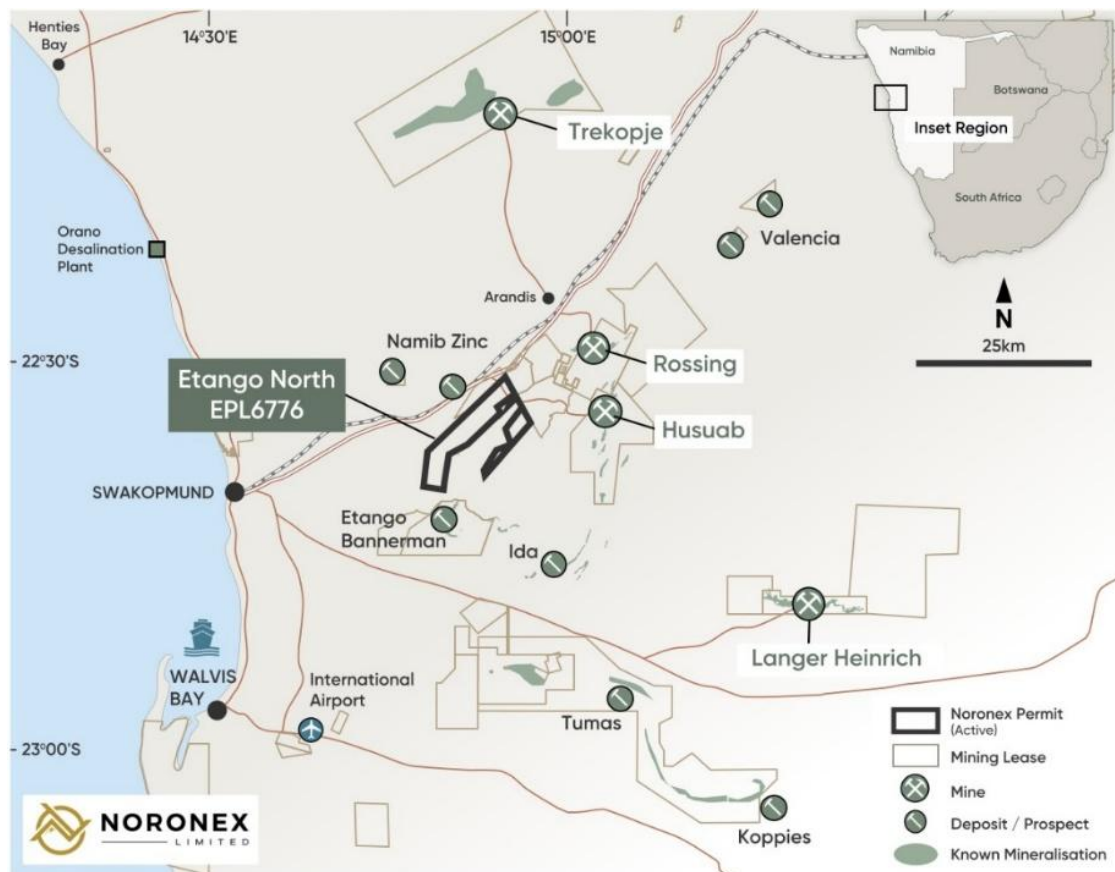 Henties
Bay
14°30'E
15°00'E
Namibia
Botswana
Inset Region
South Africa
Trekopje
Valencia
Orano
Desalination
Plant
Arandis
N
25km
22°30'S
Namib Zinc
Rossing
Etango North
EPL6776
Husuab
SWAKOPMUND
Etango
Bannerman
Ida
Langer Heinrich
WALVIS
BAY
International
Airport
Tumas
23°00'S
Koppies
Noronex Permit
(Active)
Mining Lease
Mine
Deposit / Prospect
Known Mineralisation
NORONEX
LIMITED